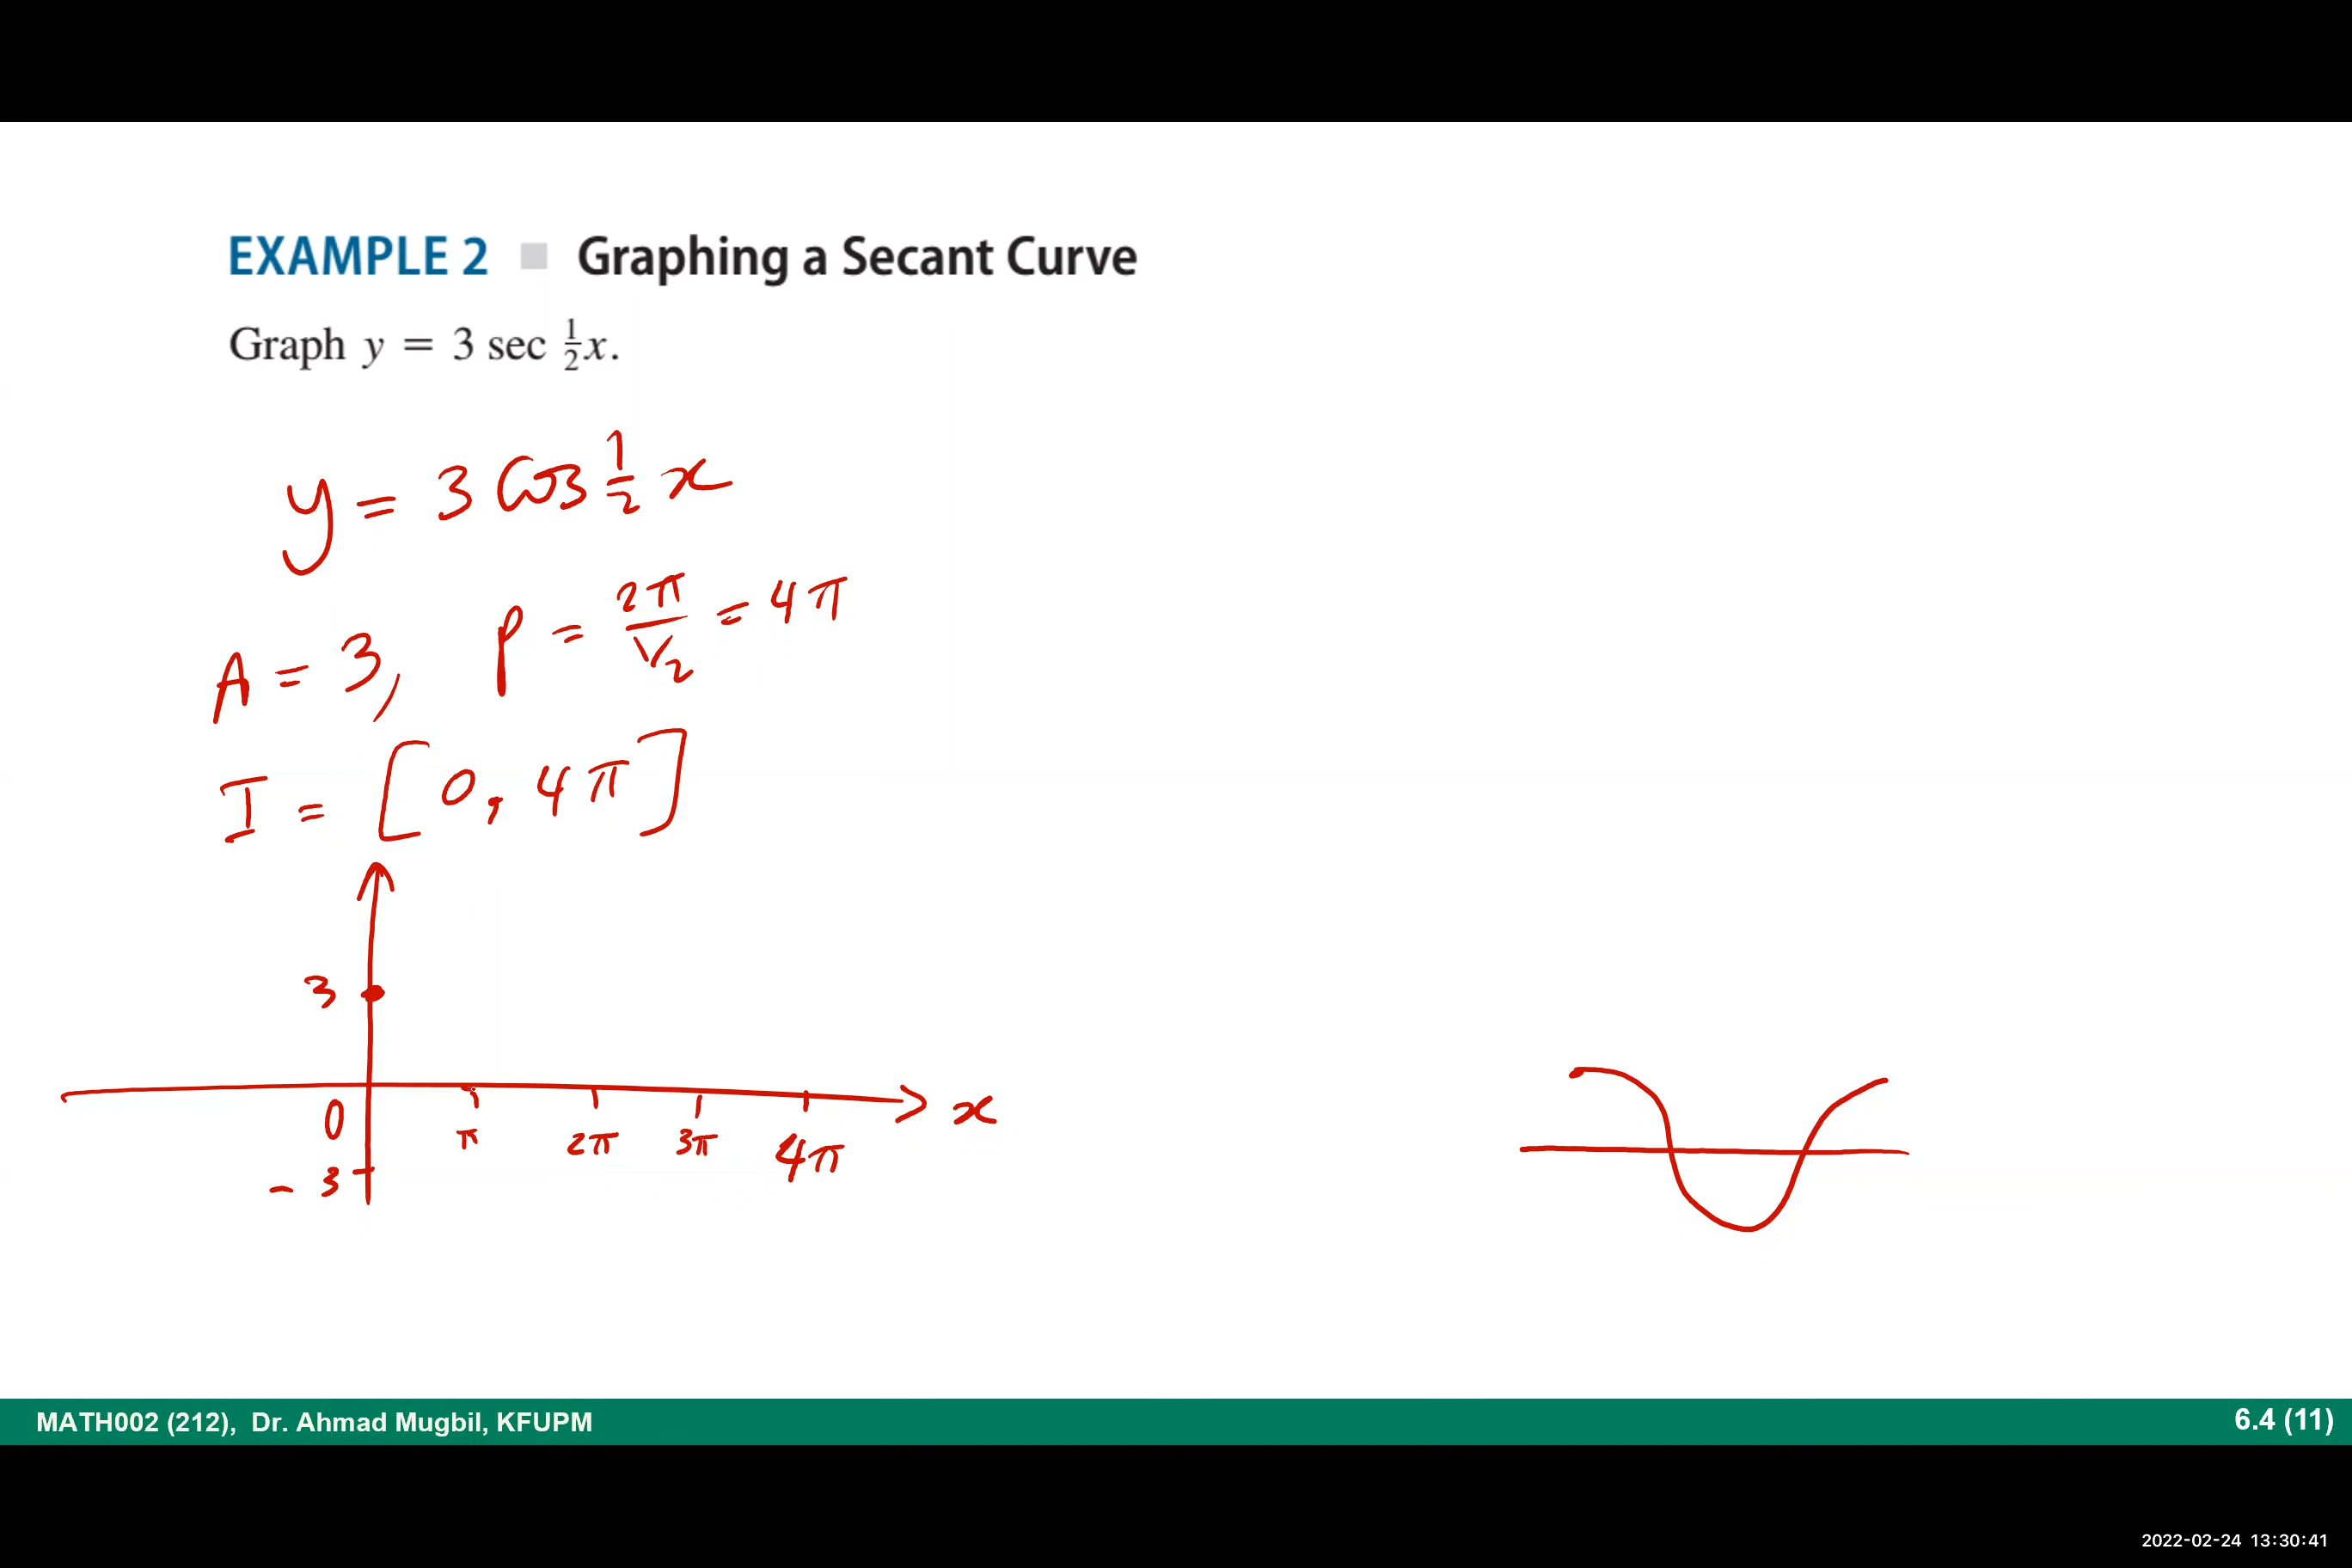 EXAMPLE 2 ■ Graphing a Secant Curve
Graph y = 3 sec 1/2 x.
y = 3 Cos 1/2 x
A = 3, P = 2π / 1/2 = 4π
I = [0, 4π]
3
0 π 2π 3π 4π x
-3
MATH002 (212), Dr. Ahmad Mugbil, KFUPM 6.4 (11)
2022-02-24 13:30:41